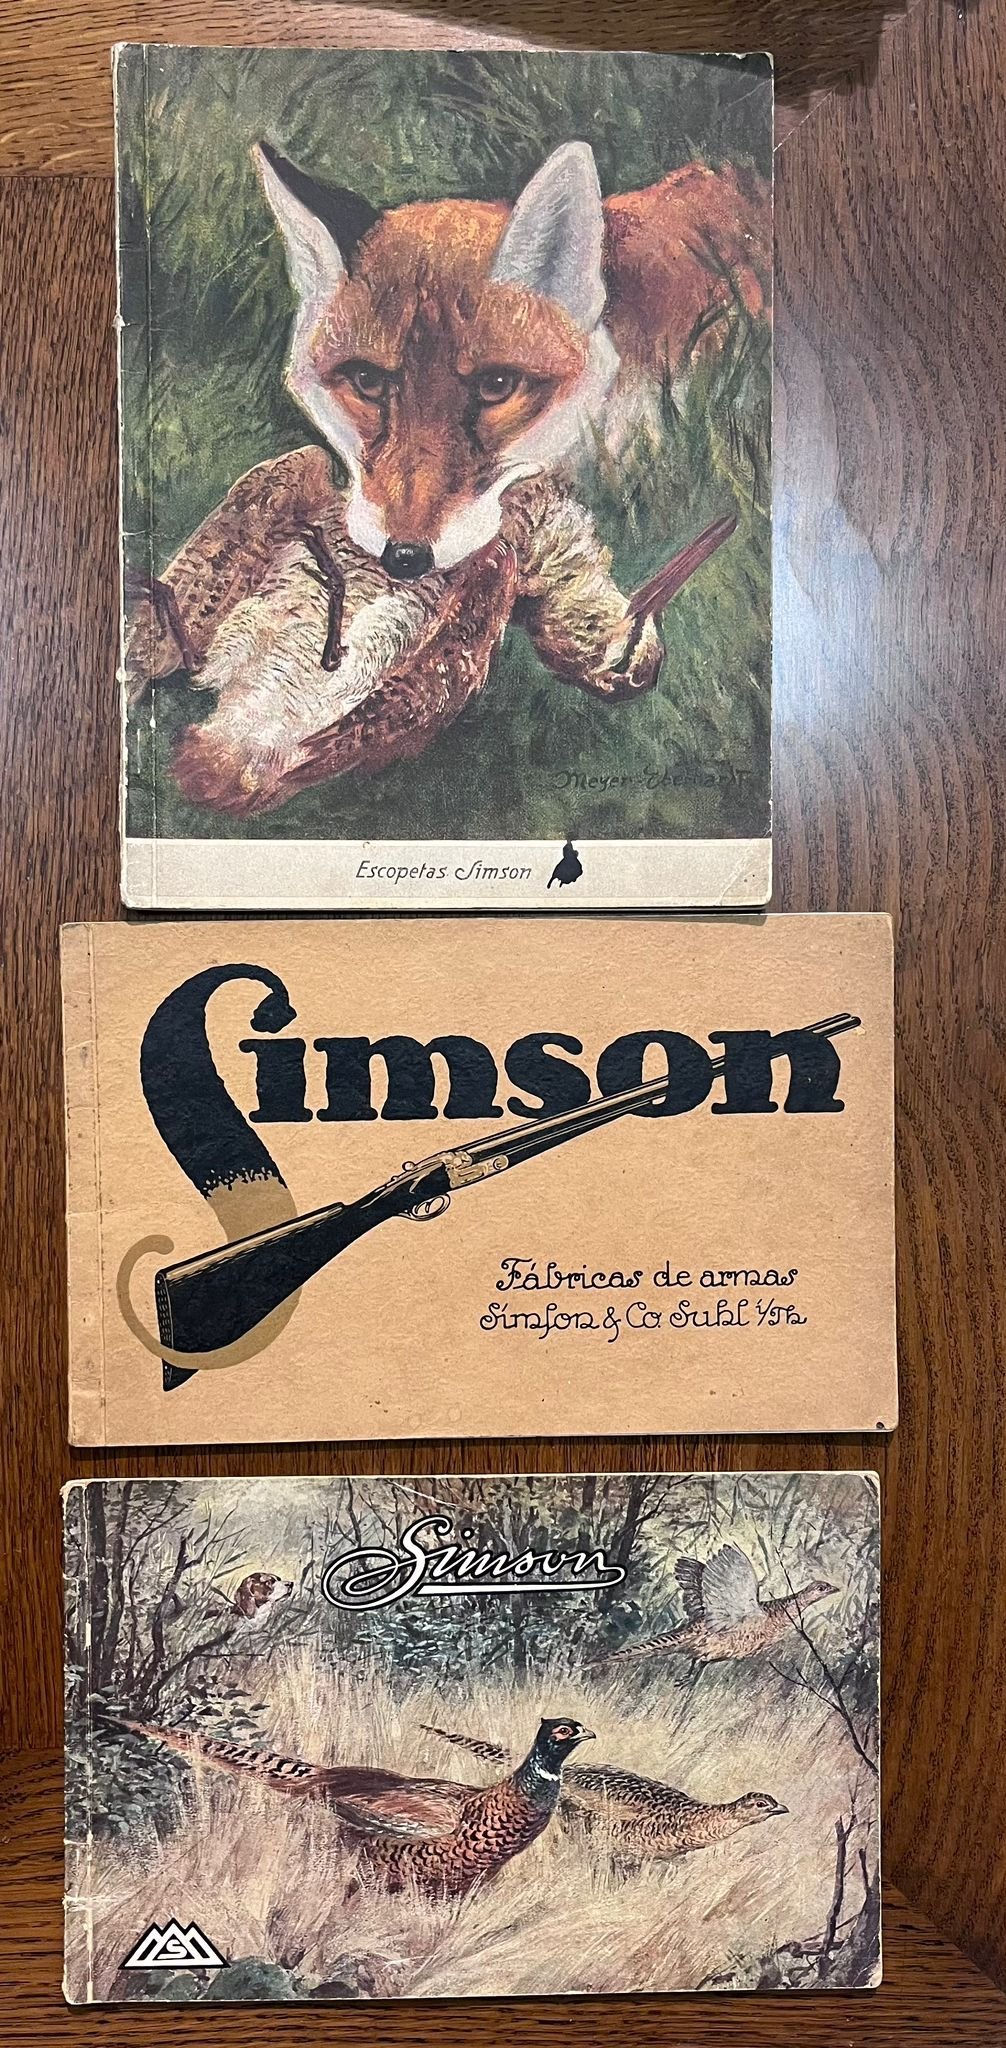 Meyer-Eberhardt
Escopetas Simson
Simson
Fábricas de armas
Simſon & Co. Suhl i/Th
Simson
S